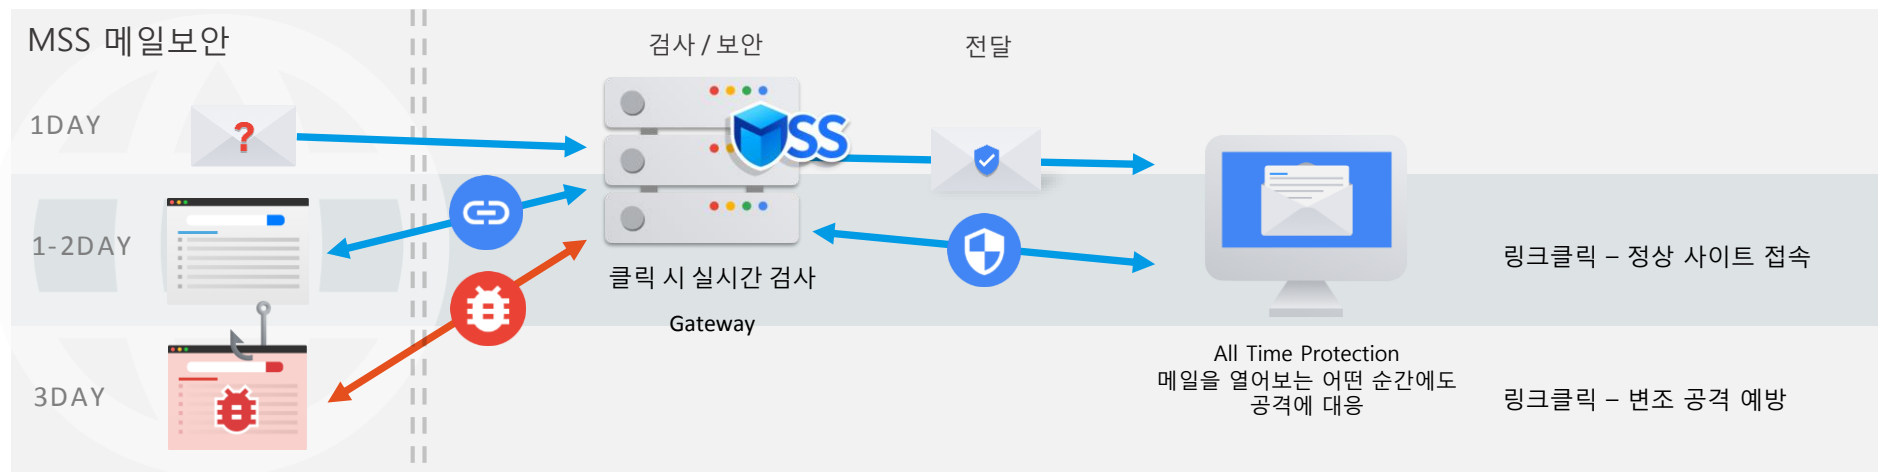 MSS 메일보안
검사 / 보안
전달
1DAY
?
SS
1-2DAY
클릭 시 실시간 검사
Gateway
링크클릭 – 정상 사이트 접속
3DAY
All Time Protection
메일을 열어보는 어떤 순간에도
공격에 대응
링크클릭 – 변조 공격 예방